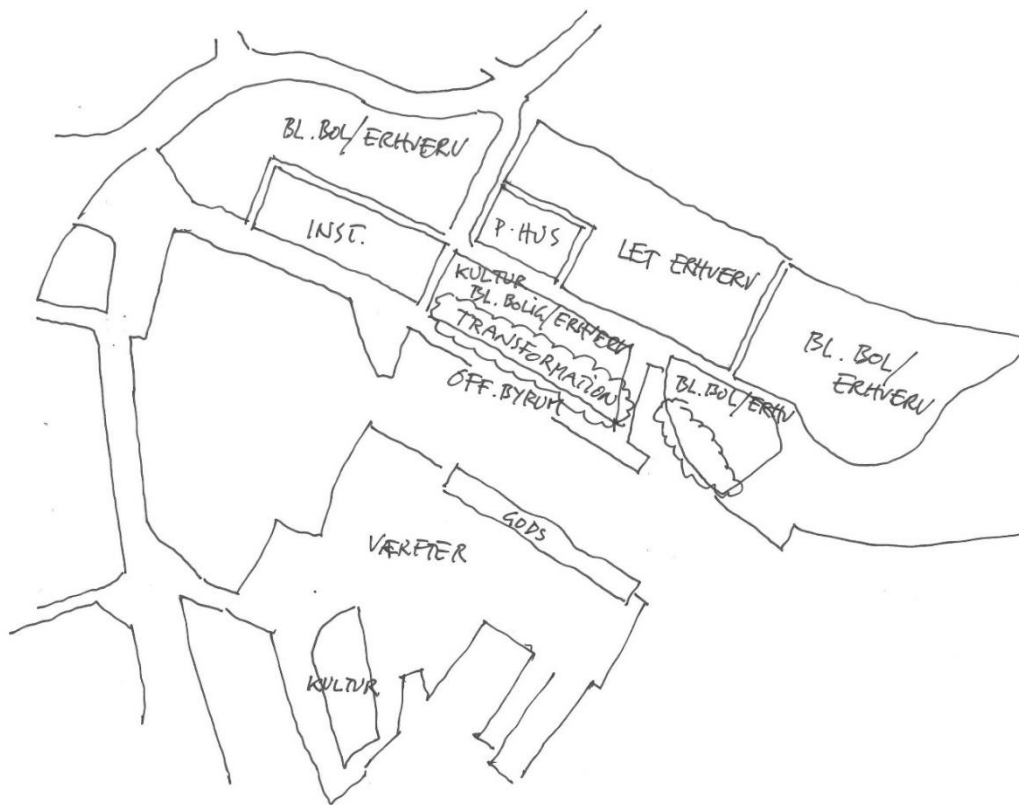 BL.BOL/ERHVERV
INST.
P-HUS
LET ERHVERV
KULTUR
BL.BOLIG/ERHVERV
TRANSFORMATION
OFF.BYRUM
BL.BOL/ERHV
BL. BOL/
ERHVERV
GODS
VÆRFTER
KULTUR